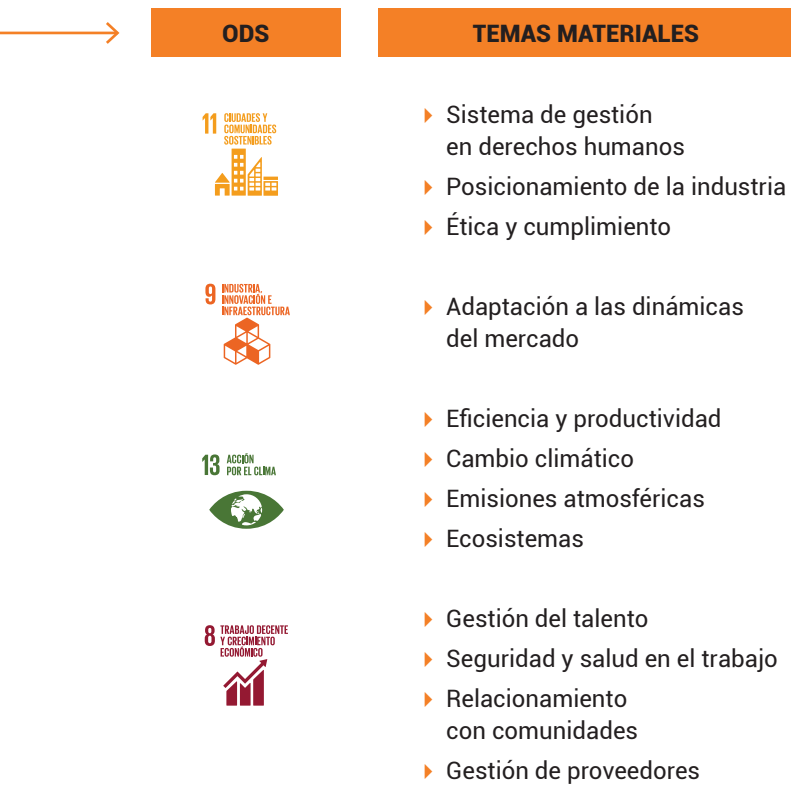 ODS
TEMAS MATERIALES
11 CIUDADES Y
COMUNIDADES
SOSTENIBLES
Sistema de gestión
en derechos humanos
Posicionamiento de la industria
Ética y cumplimiento
9 INDUSTRIA,
INNOVACIÓN E
INFRAESTRUCTURA
Adaptación a las dinámicas
del mercado
13 ACCIÓN
POR EL CLIMA
Eficiencia y productividad
Cambio climático
Emisiones atmosféricas
Ecosistemas
8 TRABAJO DECENTE
Y CRECIMIENTO
ECONÓMICO
Gestión del talento
Seguridad y salud en el trabajo
Relacionamiento
con comunidades
Gestión de proveedores